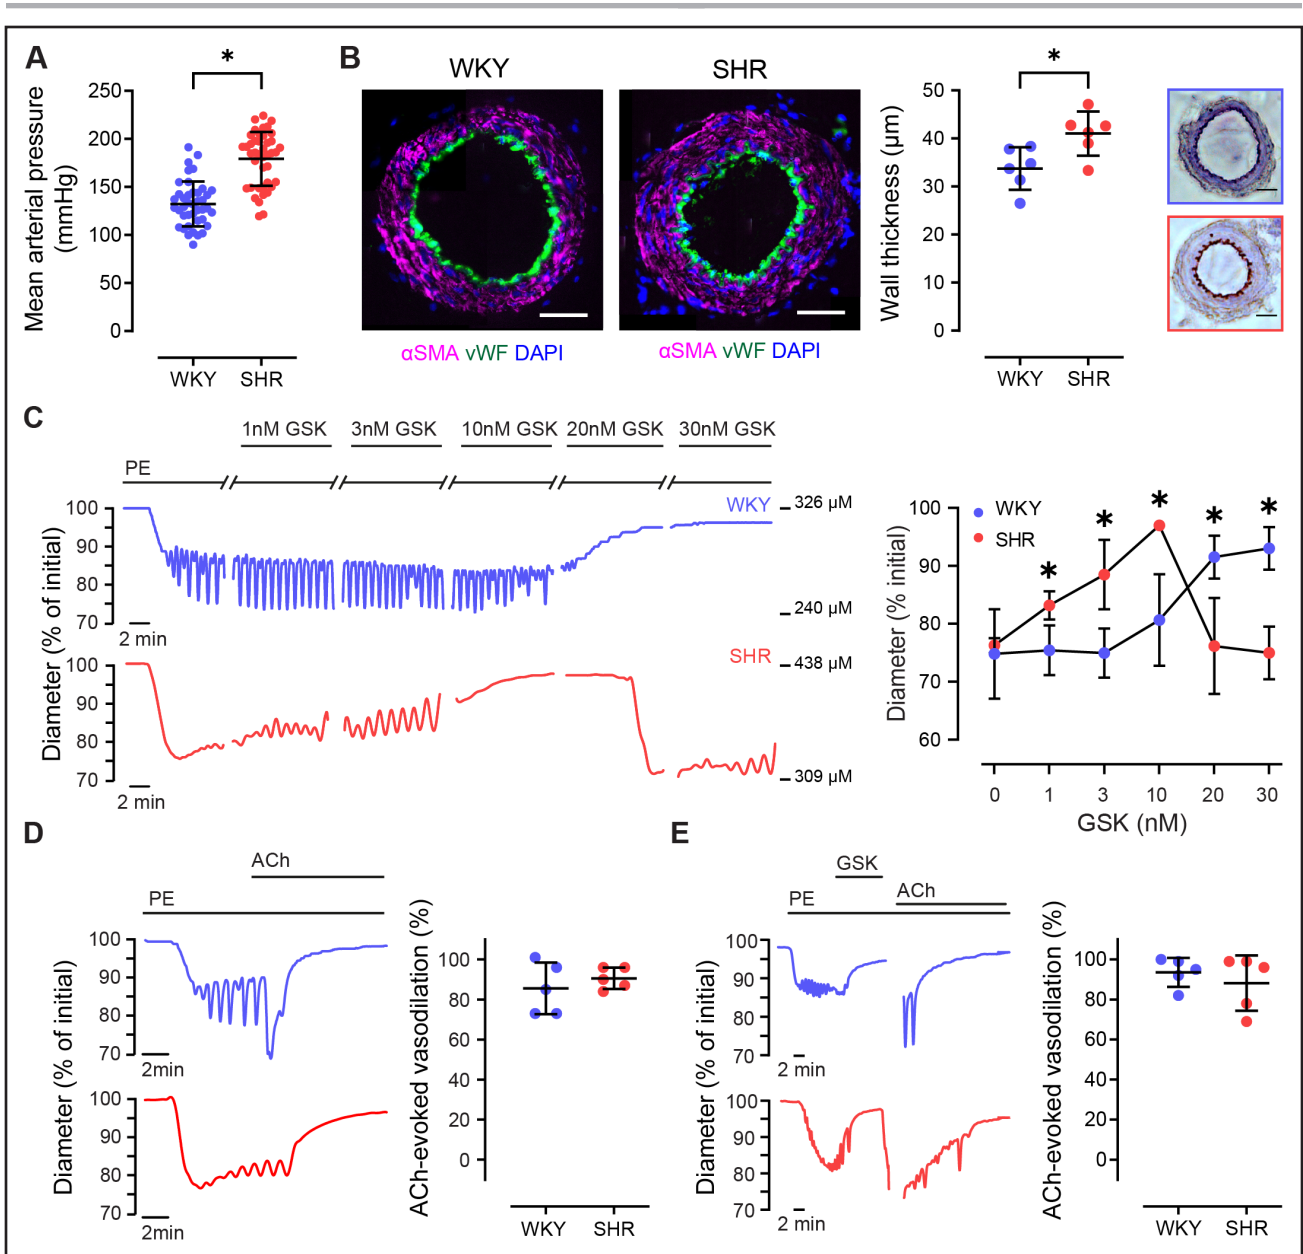 A
*
Mean arterial pressure
(mmHg)
250
200
150
100
50
0
WKY
SHR
B
WKY
SHR
αSMA vWF DAPI
αSMA vWF DAPI
*
Wall thickness (µm)
50
40
30
20
10
0
WKY
SHR
C
1nM GSK
3nM GSK
10nM GSK
20nM GSK
30nM GSK
PE
Diameter (% of initial)
100
90
80
70
2 min
WKY
326 µM
240 µM
100
90
80
70
2 min
SHR
438 µM
309 µM
Diameter (% initial)
100
90
80
70
60
WKY
SHR
*
*
*
*
*
0
1
3
10
20
30
GSK (nM)
D
ACh
PE
Diameter (% of initial)
100
90
80
70
2min
100
90
80
70
2min
ACh-evoked vasodilation (%)
100
80
60
40
20
0
WKY
SHR
E
GSK
PE
ACh
Diameter (% of initial)
100
90
80
70
2 min
100
90
80
70
2 min
ACh-evoked vasodilation (%)
100
80
60
40
20
0
WKY
SHR